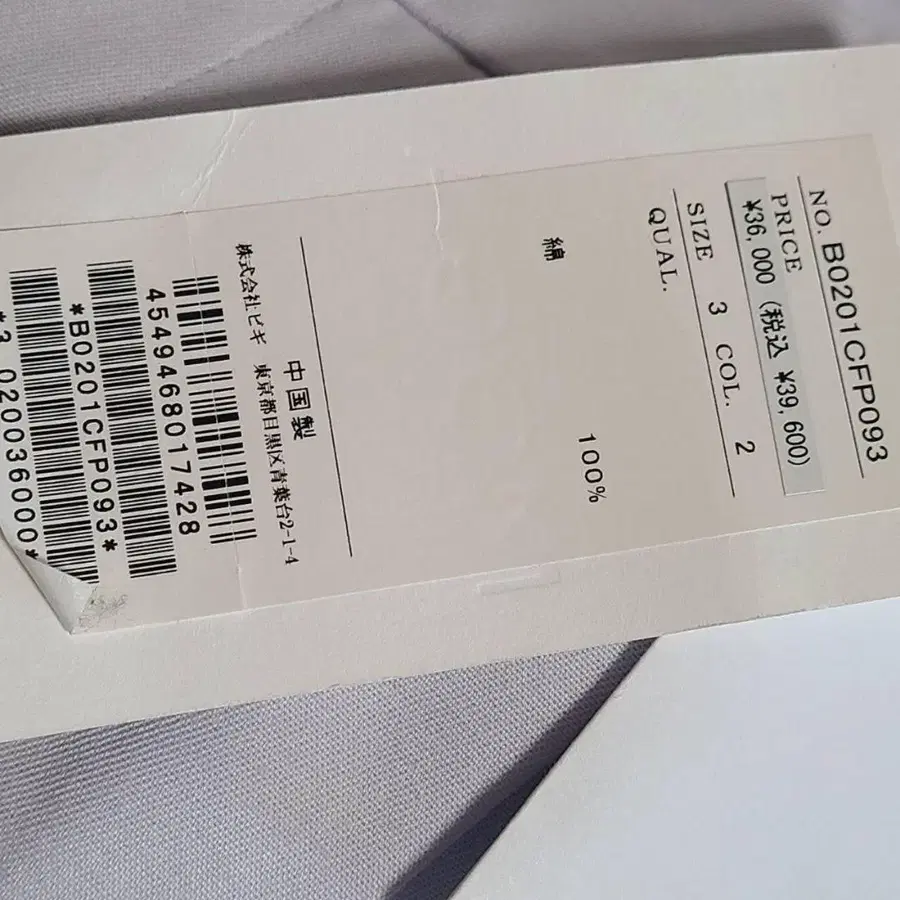 NO. B0201CFP093
PRICE
¥36,000 (税込 ¥39,600)
SIZE 3 COL. 2
QUAL.
綿 100%
中国製
株式会社ビギ 東京都目黒区青葉台2-1-4
4549468017428
*B0201CFP093*
*3 0200036000*